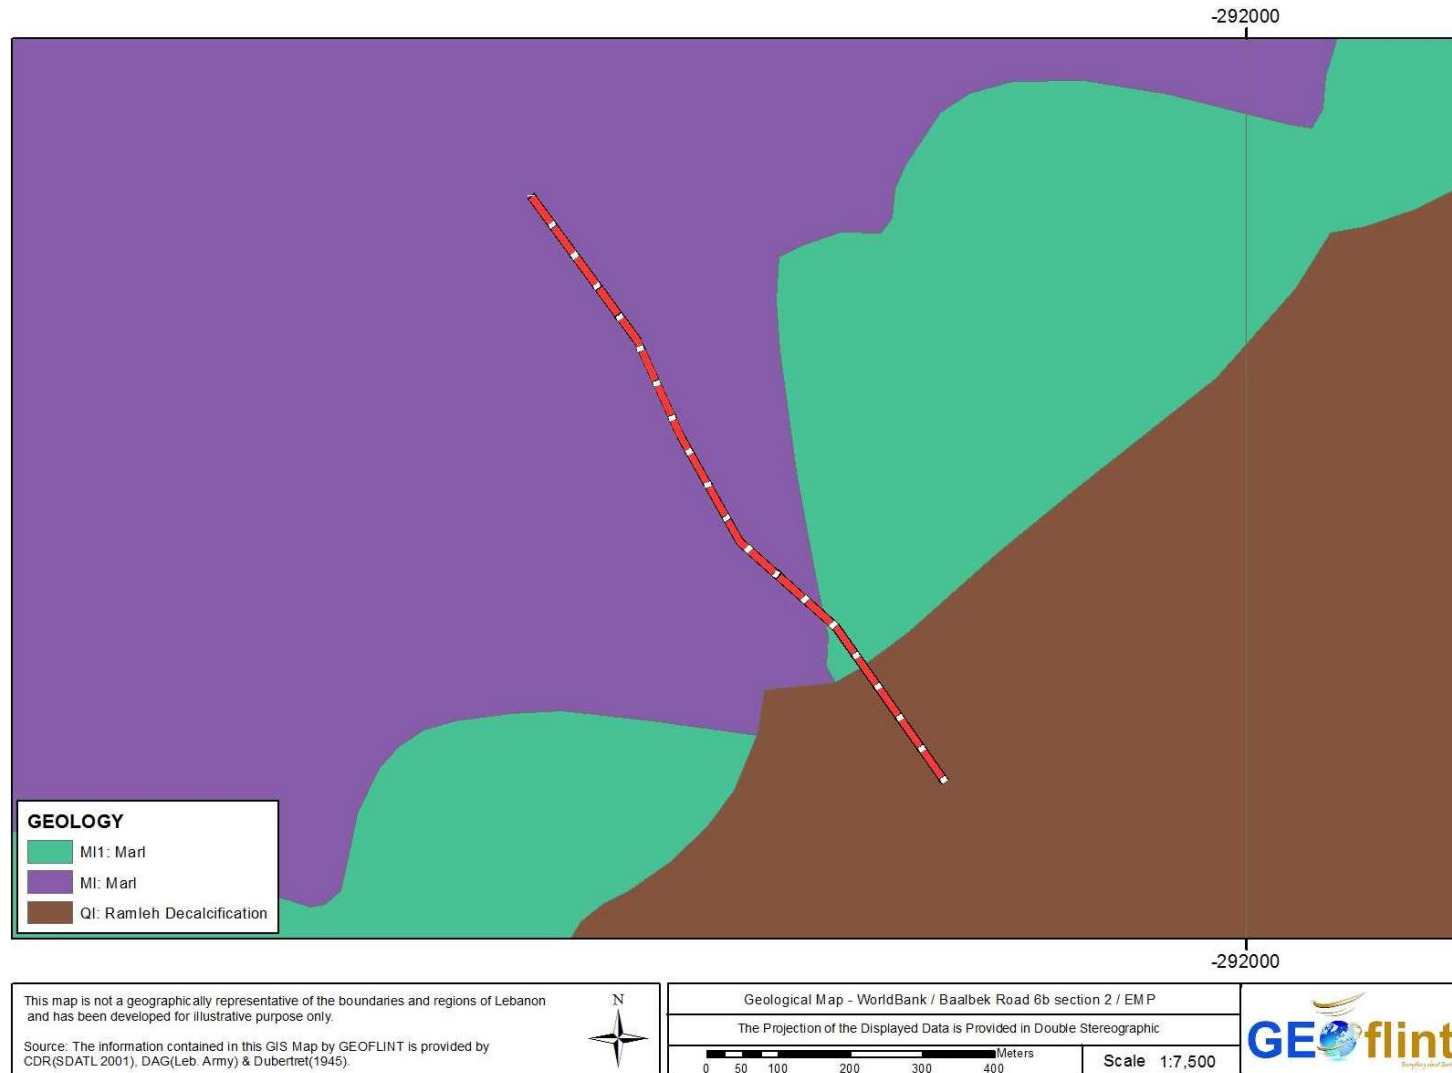 -292000
GEOLOGY
MI1: Marl
MI: Marl
QI: Ramleh Decalcification
-292000
This map is not a geographically representative of the boundaries and regions of Lebanon
and has been developed for illustrative purpose only.
Source: The information contained in this GIS Map by GEOFLINT is provided by
CDR(SDATL 2001), DAG(Leb. Army) & Dubertret(1945).
N
Geological Map - WorldBank / Baalbek Road 6b section 2 / EMP
The Projection of the Displayed Data is Provided in Double Stereographic
Meters
0 50 100 200 300 400
Scale 1:7,500
GEOflint